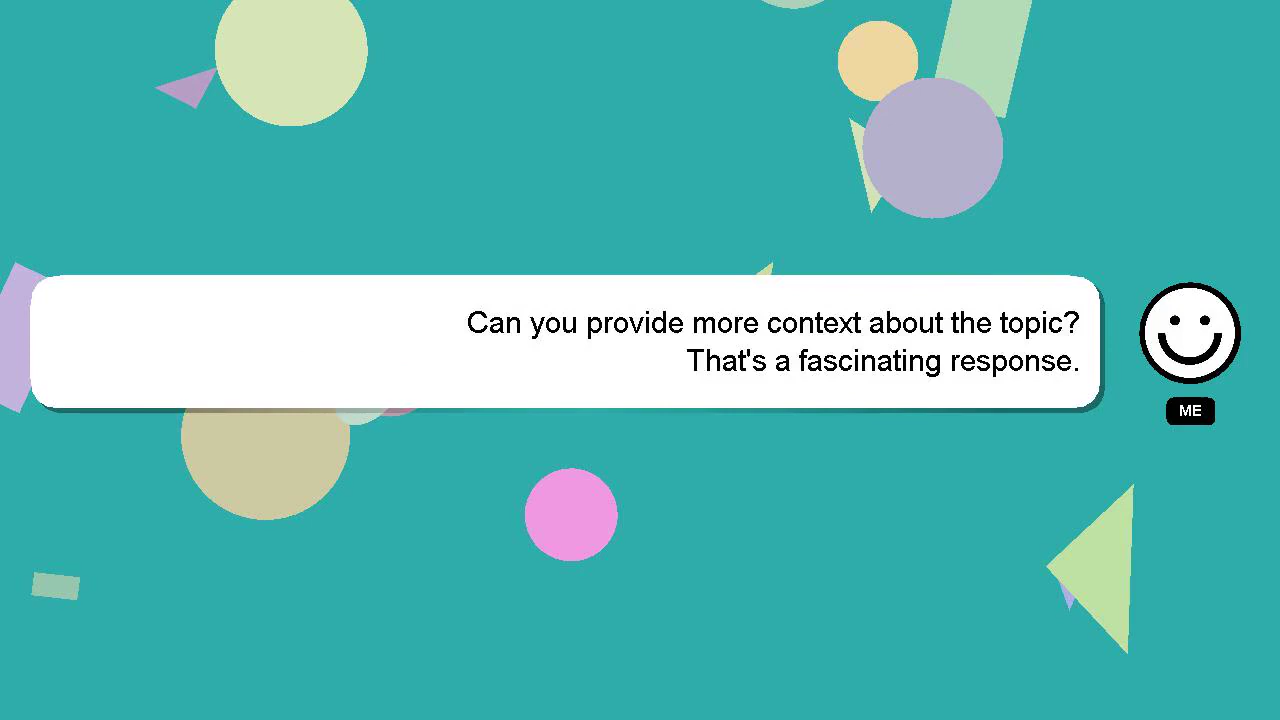 Can you provide more context about the topic?
That's a fascinating response.
ME